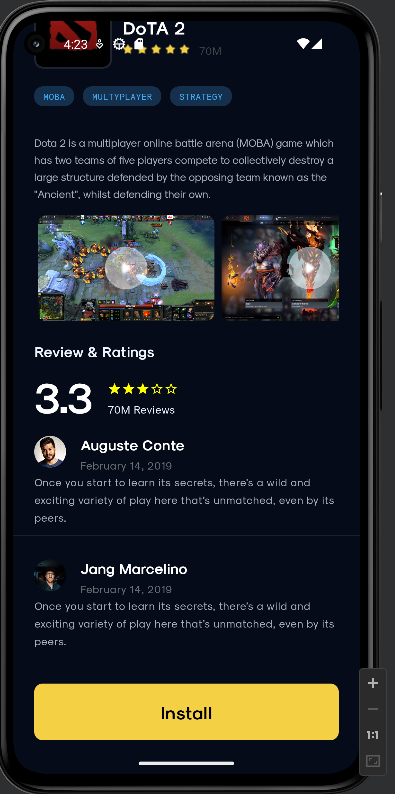 DoTA 2
4:23
70M
MOBA
MULTYPLAYER
STRATEGY
Dota 2 is a multiplayer online battle arena (MOBA) game which
has two teams of five players compete to collectively destroy a
large structure defended by the opposing team known as the
"Ancient", whilst defending their own.
Review & Ratings
3.3
70M Reviews
Auguste Conte
February 14, 2019
Once you start to learn its secrets, there's a wild and
exciting variety of play here that's unmatched, even by its
peers.
Jang Marcelino
February 14, 2019
Once you start to learn its secrets, there's a wild and
exciting variety of play here that's unmatched, even by its
peers.
Install
1:1